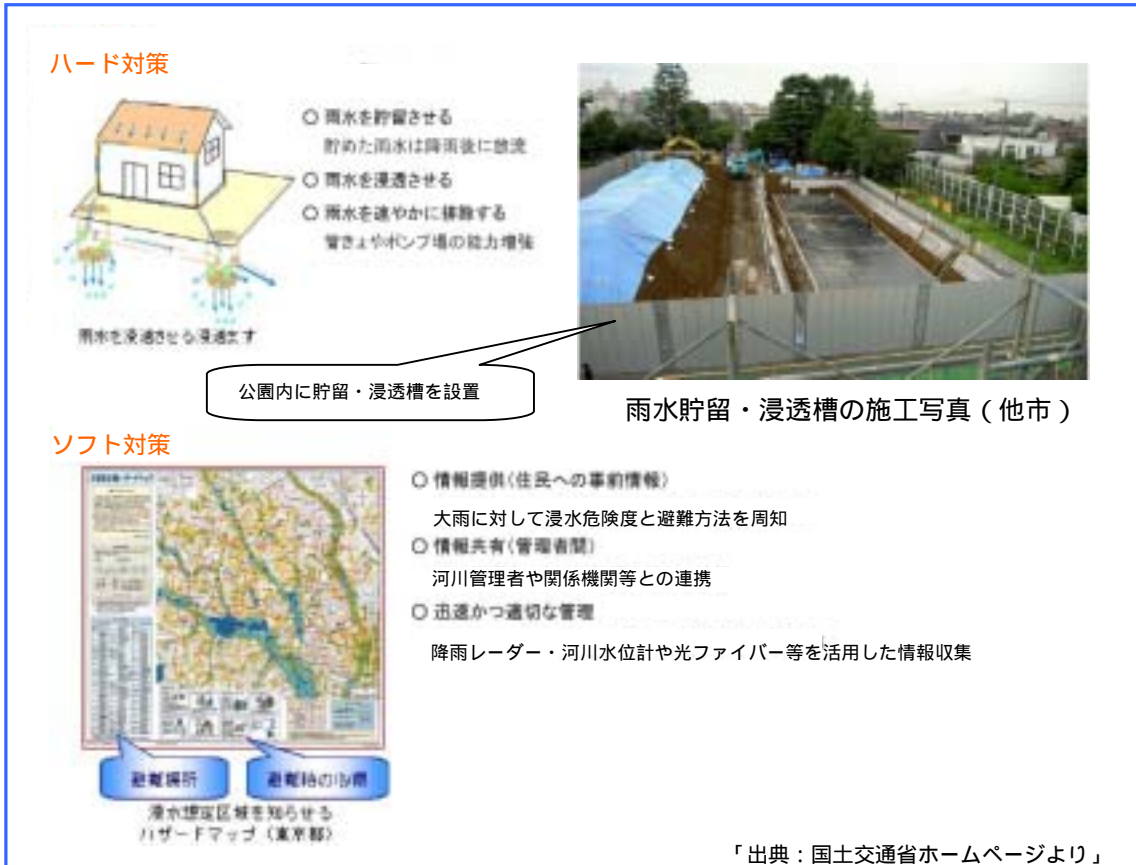 ハード対策
○ 雨水を貯留させる
貯めた雨水は降雨後に放流
○ 雨水を浸透させる
○ 雨水を速やかに排除する
管きょやポンプ場の能力増強
雨水を浸透させる浸透ます
公園内に貯留・浸透槽を設置
雨水貯留・浸透槽の施工写真（他市）
ソフト対策
○ 情報提供(住民への事前情報)
大雨に対して浸水危険度と避難方法を周知
○ 情報共有(管理者間)
河川管理者や関係機関等との連携
○ 迅速かつ適切な管理
降雨レーダー・河川水位計や光ファイバー等を活用した情報収集
避難場所
避難時の心得
浸水想定区域を知らせる
ハザードマップ（東京都）
「出典：国土交通省ホームページより」